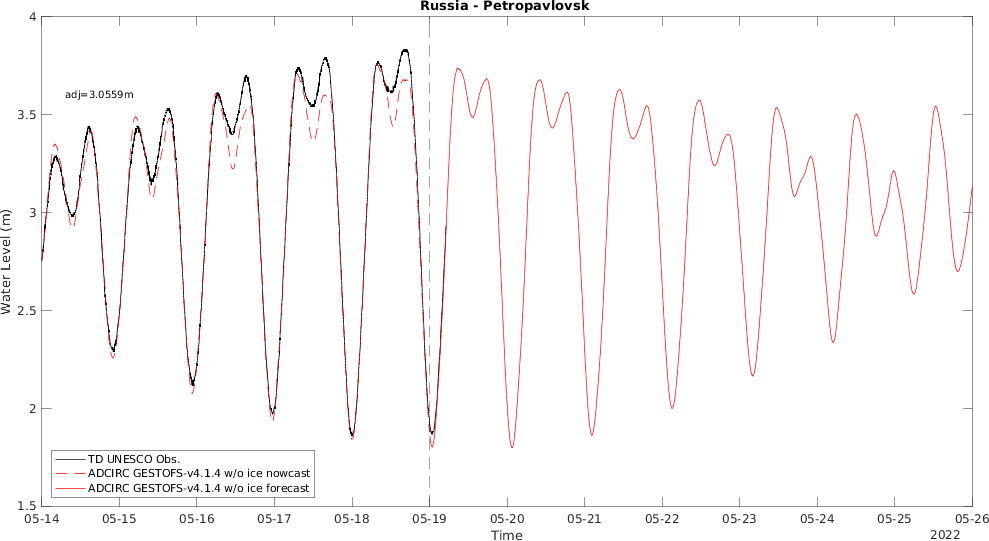 Russia - Petropavlovsk
4
adj=3.0559m
3.5
3
Water Level (m)
2.5
2
TD UNESCO Obs.
ADCIRC GESTOFS-v4.1.4 w/o ice nowcast
ADCIRC GESTOFS-v4.1.4 w/o ice forecast
1.5
05-14 05-15 05-16 05-17 05-18 05-19 05-20 05-21 05-22 05-23 05-24 05-25 05-26
Time
2022